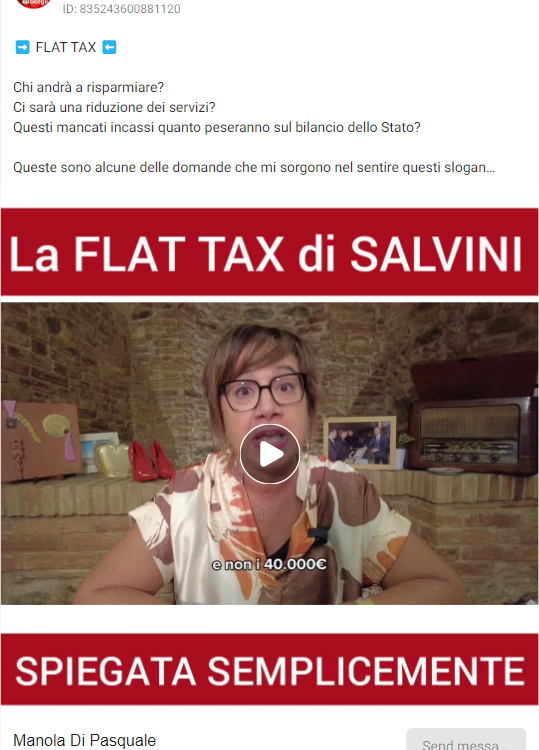 ID: 835243600881120
➡️ FLAT TAX ⬅️
Chi andrà a risparmiare?
Ci sarà una riduzione dei servizi?
Questi mancati incassi quanto peseranno sul bilancio dello Stato?
Queste sono alcune delle domande che mi sorgono nel sentire questi slogan...
La FLAT TAX di SALVINI
e non i 40.000€
SPIEGATA SEMPLICEMENTE
Manola Di Pasquale
Send messa...